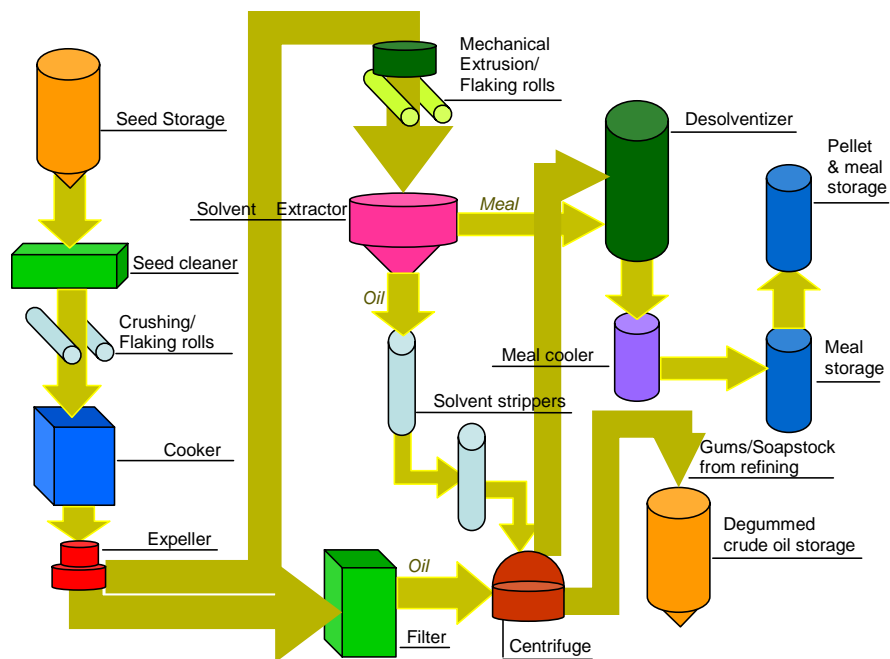 Mechanical
Extrusion/
Flaking rolls
Seed Storage
Desolventizer
Pellet
& meal
storage
Solvent Extractor
Meal
Seed cleaner
Oil
Crushing/
Flaking rolls
Meal cooler
Meal
storage
Solvent strippers
Cooker
Gums/Soapstock
from refining
Degummed
crude oil storage
Expeller
Oil
Filter
Centrifuge